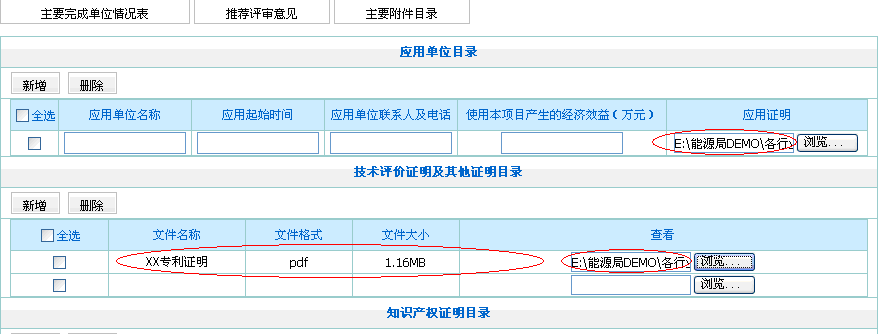 主要完成单位情况表 推荐评审意见 主要附件目录
应用单位目录
新增 删除
全选 应用单位名称 应用起始时间 应用单位联系人及电话 使用本项目产生的经济效益（万元） 应用证明
E:\能源局DEMO\各行 浏览...
技术评价证明及其他证明目录
新增 删除
全选 文件名称 文件格式 文件大小 查看
XX专利证明 pdf 1.16MB E:\能源局DEMO\各行 浏览...
浏览...
知识产权证明目录